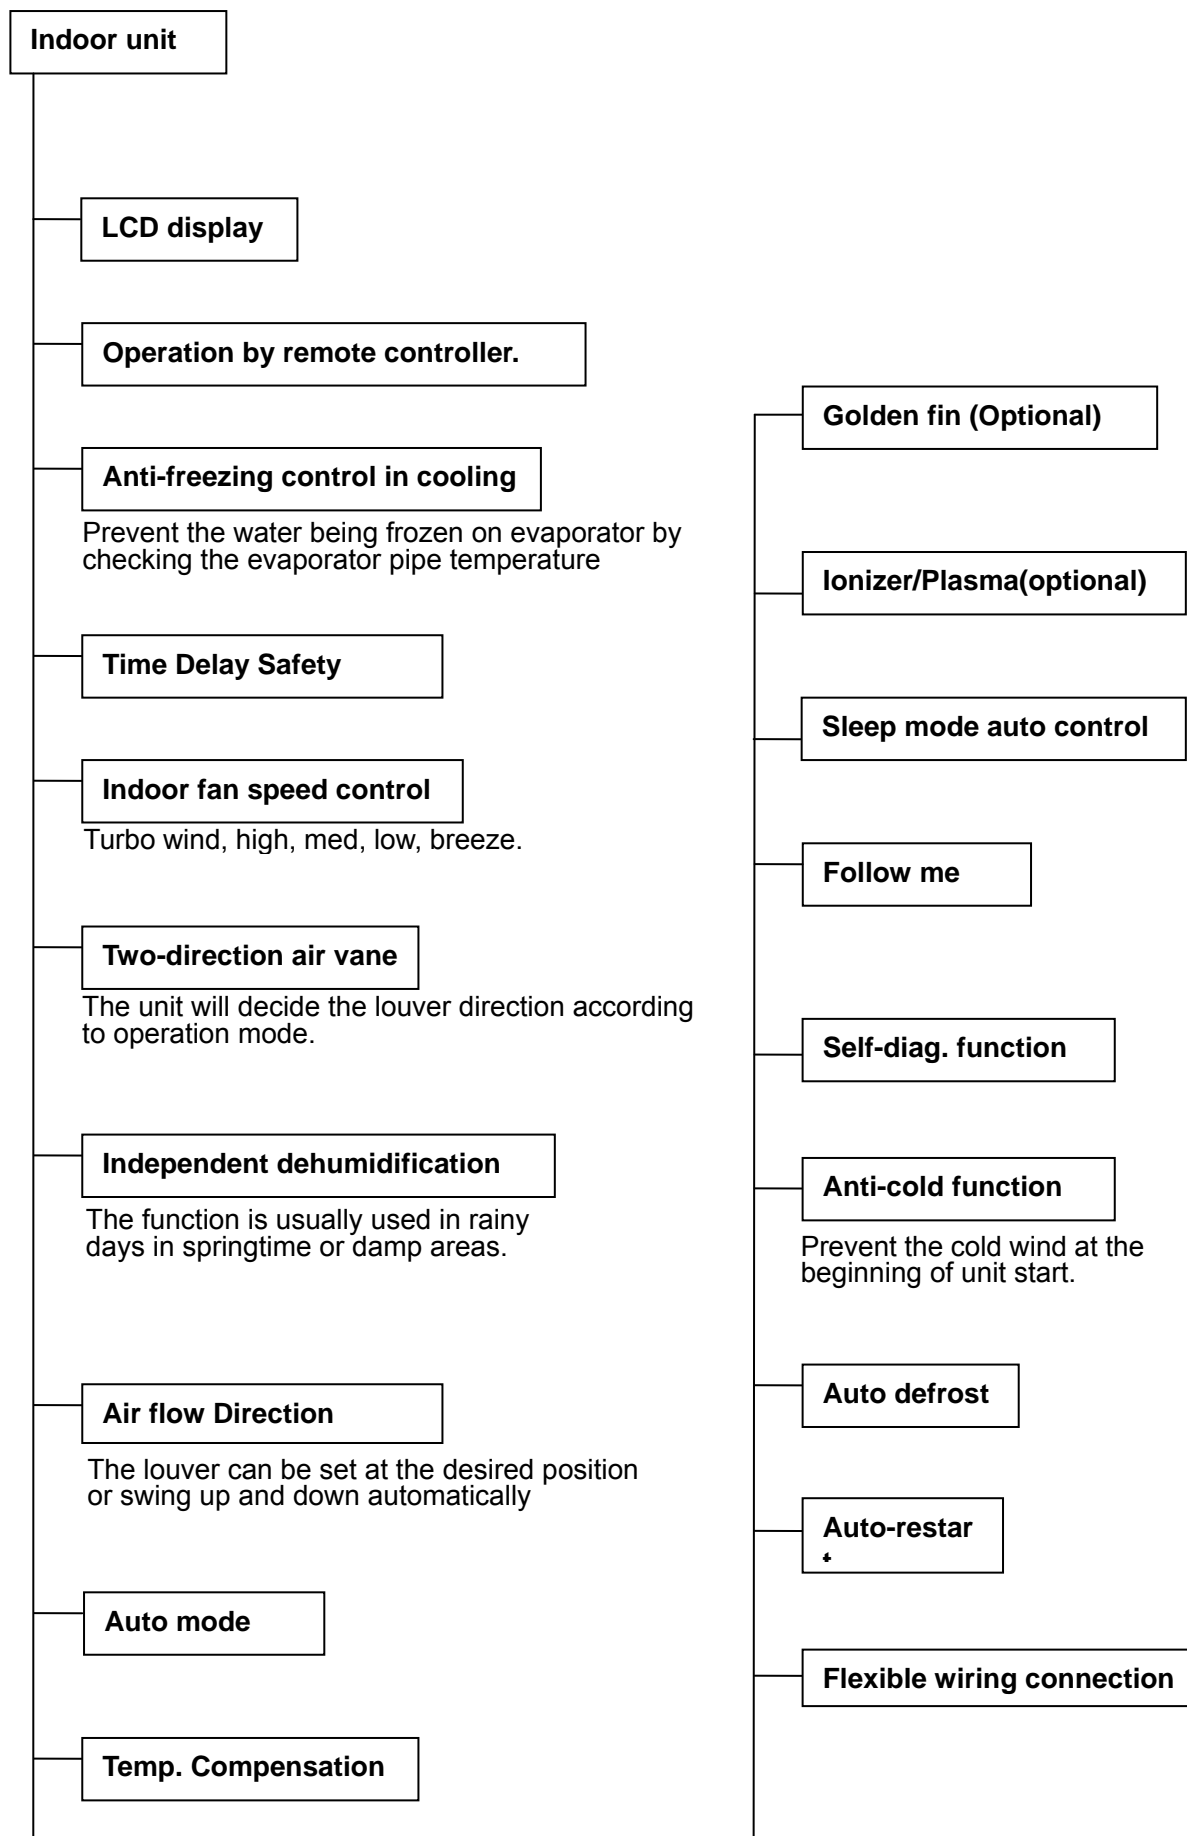 Indoor unit
LCD display
Operation by remote controller.
Anti-freezing control in cooling
Prevent the water being frozen on evaporator by
checking the evaporator pipe temperature
Time Delay Safety
Indoor fan speed control
Turbo wind, high, med, low, breeze.
Two-direction air vane
The unit will decide the louver direction according
to operation mode.
Independent dehumidification
The function is usually used in rainy
days in springtime or damp areas.
Air flow Direction
The louver can be set at the desired position
or swing up and down automatically
Auto mode
Temp. Compensation
Golden fin (Optional)
Ionizer/Plasma(optional)
Sleep mode auto control
Follow me
Self-diag. function
Anti-cold function
Prevent the cold wind at the
beginning of unit start.
Auto defrost
Auto-restar
t
Flexible wiring connection